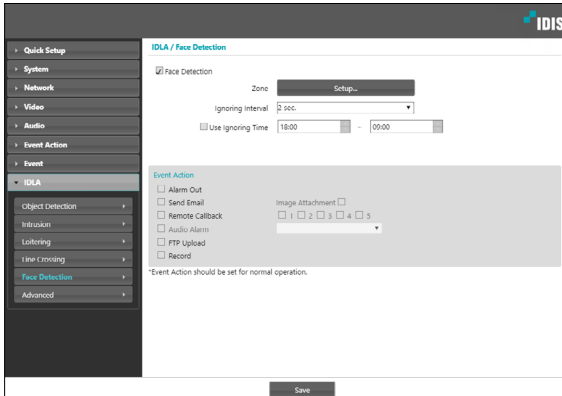 IDIS
Quick Setup
System
Network
Video
Audio
Event Action
Event
IDLA
Object Detection
Intrusion
Loitering
Line Crossing
Face Detection
Advanced
IDLA / Face Detection
Face Detection
Zone Setup...
Ignoring Interval 2 sec.
Use Ignoring Time 18:00 ... ~ 09:00 ...
Event Action
Alarm Out
Send Email Image Attachment
Remote Callback 1 2 3 4 5
Audio Alarm
FTP Upload
Record
*Event Action should be set for normal operation.
Save